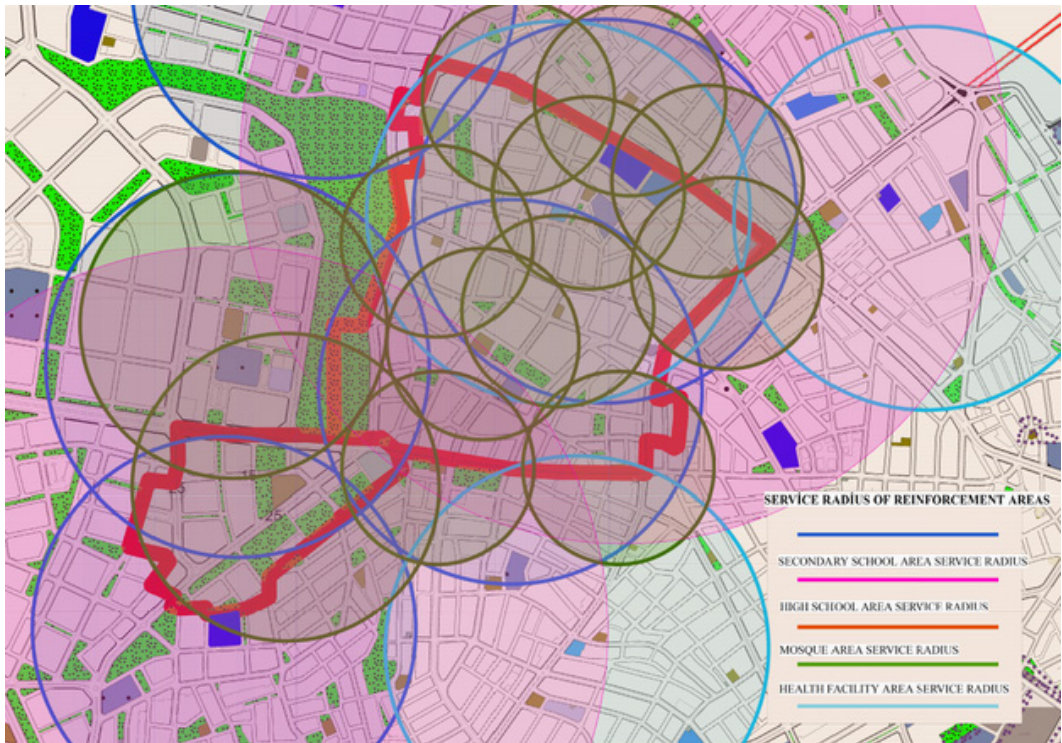 SERVİCE RADİUS OF REINFORCEMENT AREAS
SECONDARY SCHOOL AREA SERVICE RADIUS
HIGH SCHOOL AREA SERVICE RADIUS
MOSQUE AREA SERVICE RADIUS
HEALTH FACILITY AREA SERVICE RADIUS
25